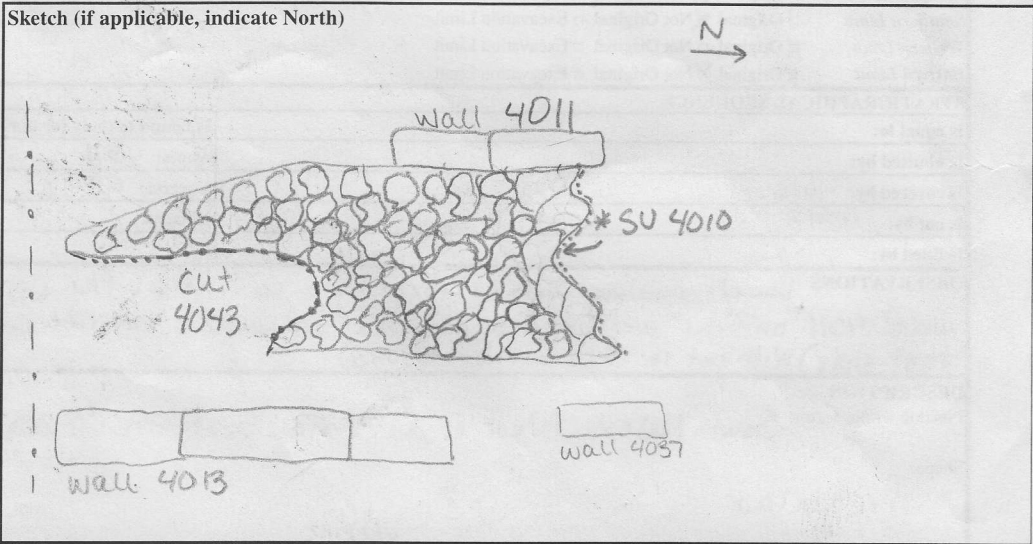 Sketch (if applicable, indicate North)
N
wall 4011
* SU 4010
CUT
4043
wall 4037
wall 4013